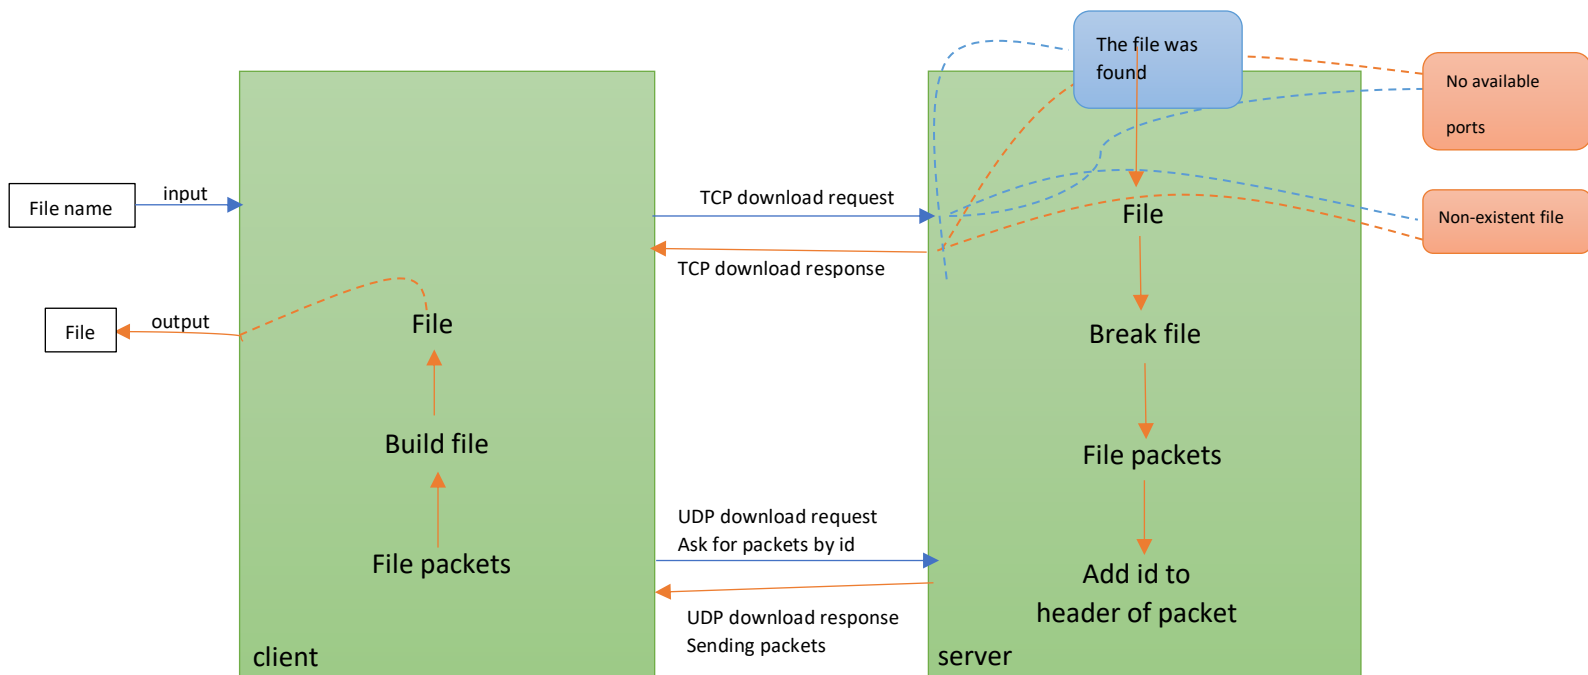 The file was
found
No available
ports
File name
input
TCP download request
File
Non-existent file
TCP download response
File
output
File
Break file
Build file
File packets
UDP download request
Ask for packets by id
File packets
Add id to
header of packet
UDP download response
Sending packets
client
server